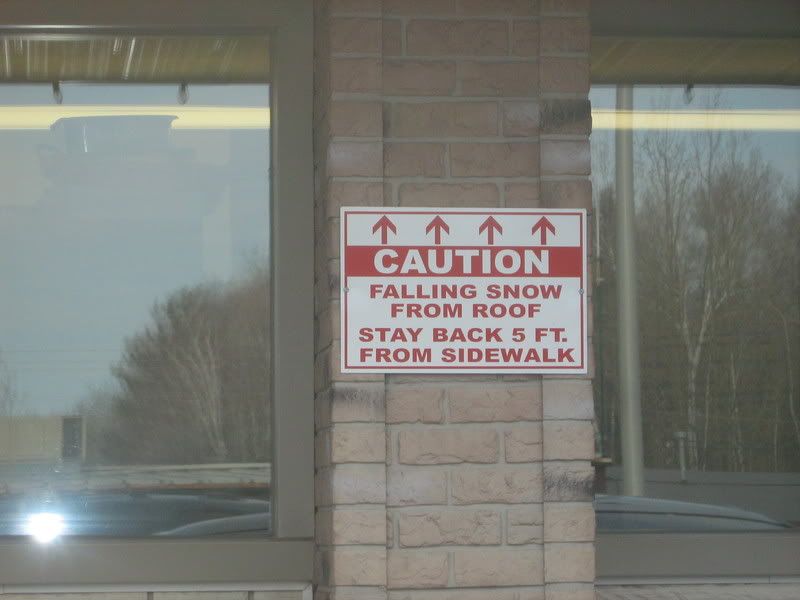 CAUTION
FALLING SNOW
FROM ROOF
STAY BACK 5 FT.
FROM SIDEWALK